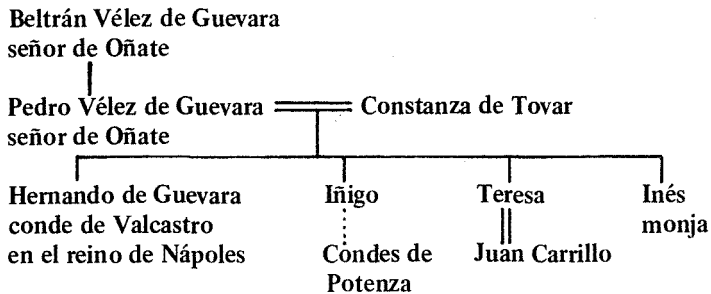 Beltrán Vélez de Guevara
señor de Oñate
Pedro Vélez de Guevara Constanza de Tovar
señor de Oñate
Hernando de Guevara Iñigo Teresa Inés
conde de Valcastro monja
en el reino de Nápoles Condes de Juan Carrillo
Potenza